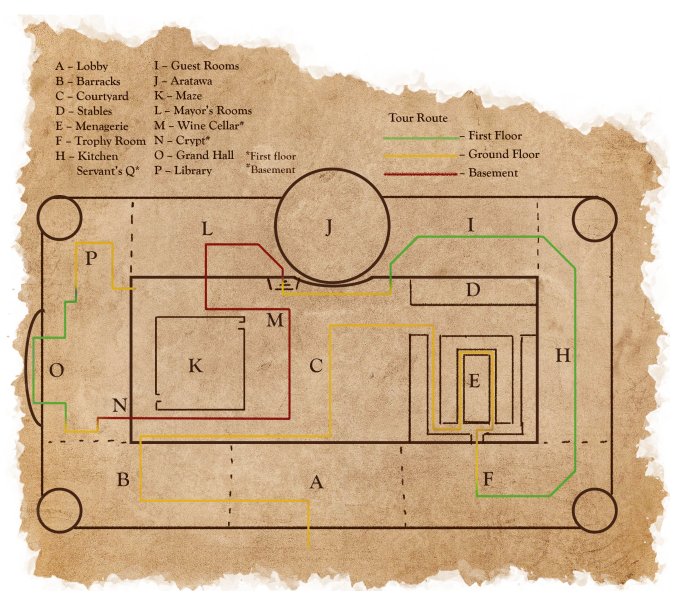 A – Lobby
B – Barracks
C – Courtyard
D – Stables
E – Menagerie
F – Trophy Room
H – Kitchen
Servant's Q*
I – Guest Rooms
J – Aratawa
K – Maze
L – Mayor's Rooms
M – Wine Cellar*
N – Crypt*
O – Grand Hall
P – Library
*First floor
*Basement
Tour Route
– First Floor
– Ground Floor
– Basement
L
J
I
P
D
M
O
K
C
E
H
N
B
A
F